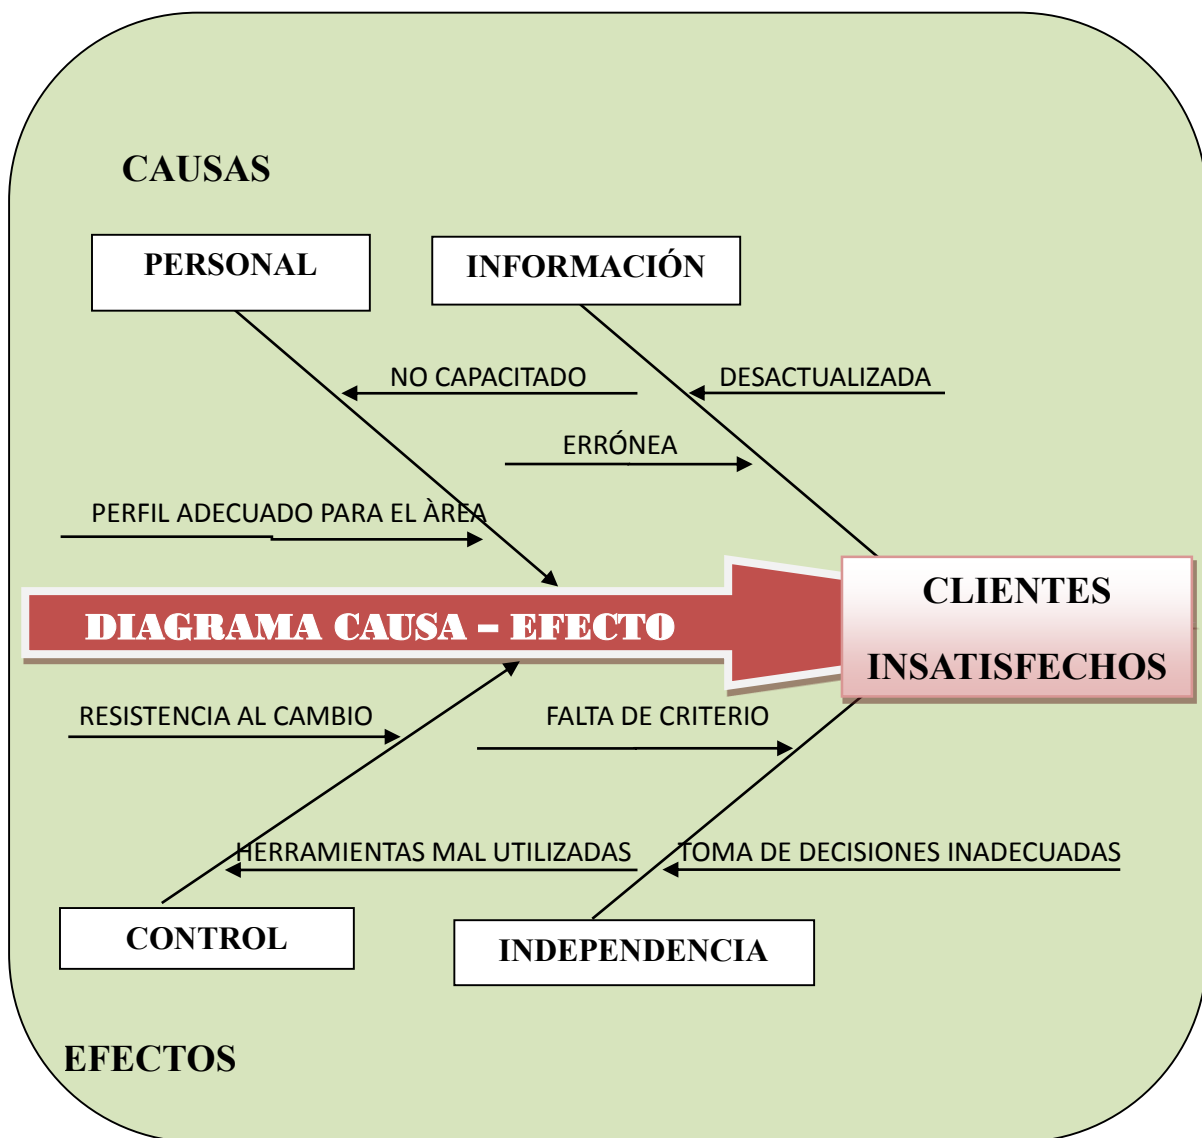 CAUSAS
PERSONAL
INFORMACIÓN
NO CAPACITADO
DESACTUALIZADA
ERRÓNEA
PERFIL ADECUADO PARA EL ÀREA
DIAGRAMA CAUSA – EFECTO
CLIENTES
INSATISFECHOS
RESISTENCIA AL CAMBIO
FALTA DE CRITERIO
HERRAMIENTAS MAL UTILIZADAS
TOMA DE DECISIONES INADECUADAS
CONTROL
INDEPENDENCIA
EFECTOS